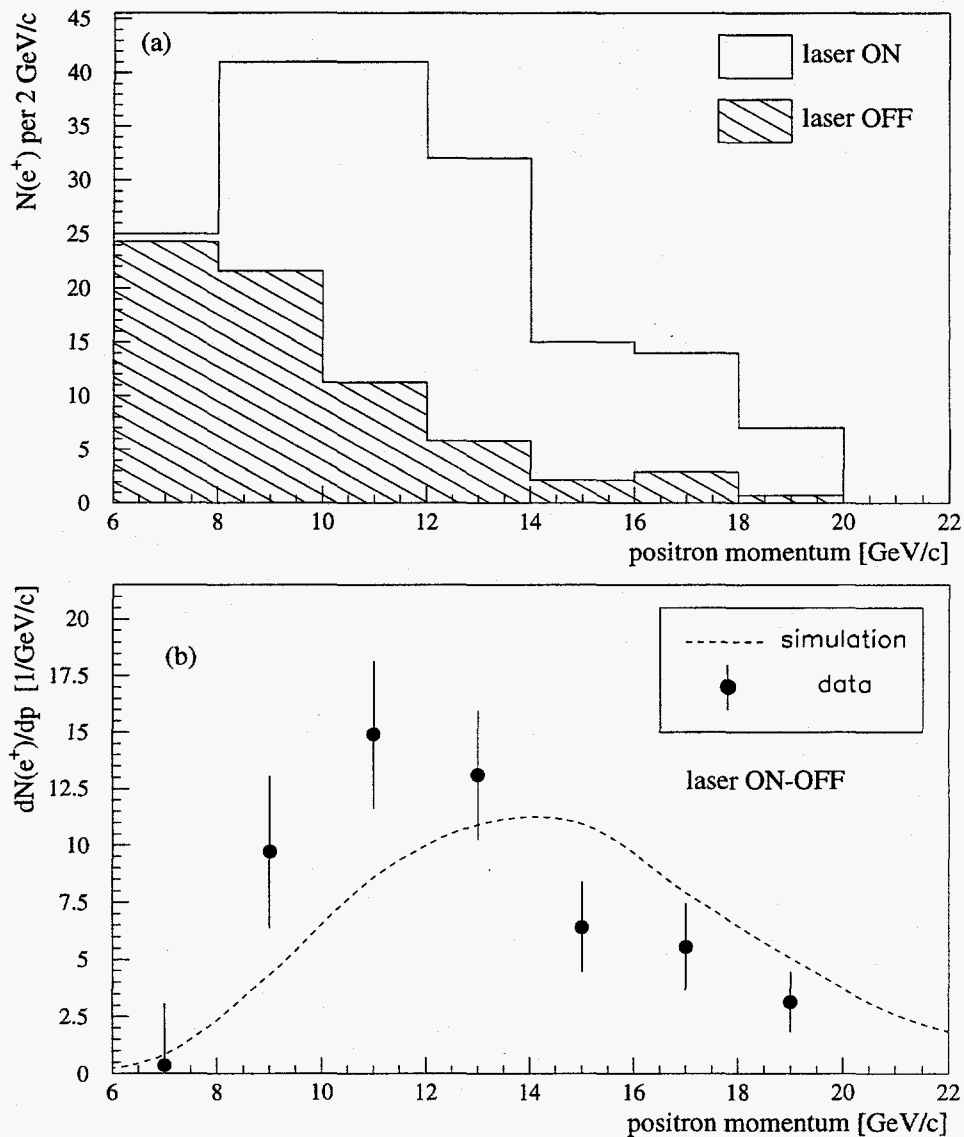 (a)
laser ON
laser OFF
N(e⁺) per 2 GeV/c
45
40
35
30
25
20
15
10
5
0
6 8 10 12 14 16 18 20 22
positron momentum [GeV/c]
(b)
simulation
data
laser ON-OFF
dN(e⁺)/dp [1/GeV/c]
20
17.5
15
12.5
10
7.5
5
2.5
0
6 8 10 12 14 16 18 20 22
positron momentum [GeV/c]